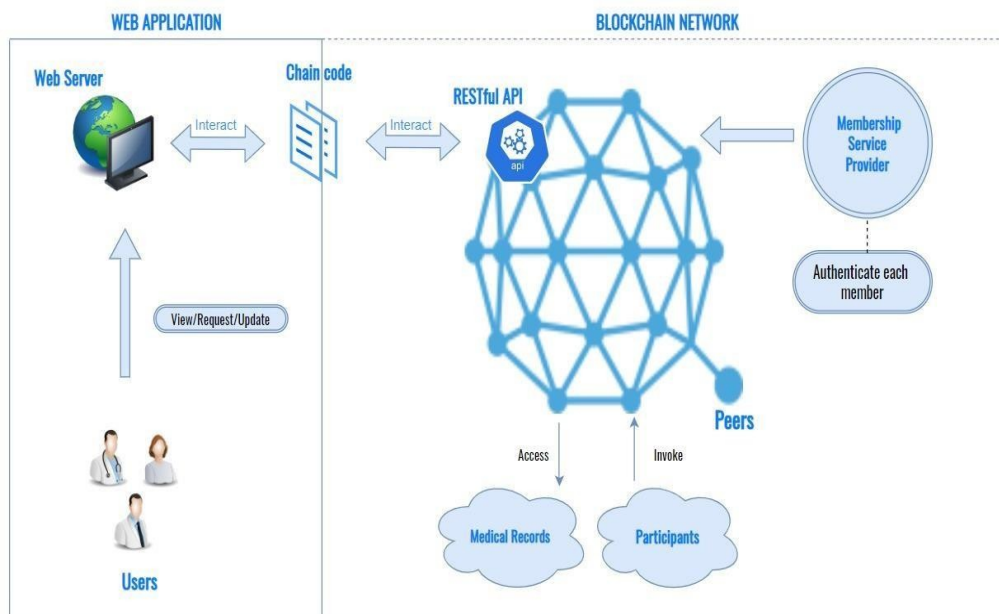 WEB APPLICATION
BLOCKCHAIN NETWORK
Web Server
Chain code
RESTful API
Interact
Interact
api
Membership
Service
Provider
Authenticate each
member
View/Request/Update
Peers
Access
Invoke
Medical Records
Participants
Users